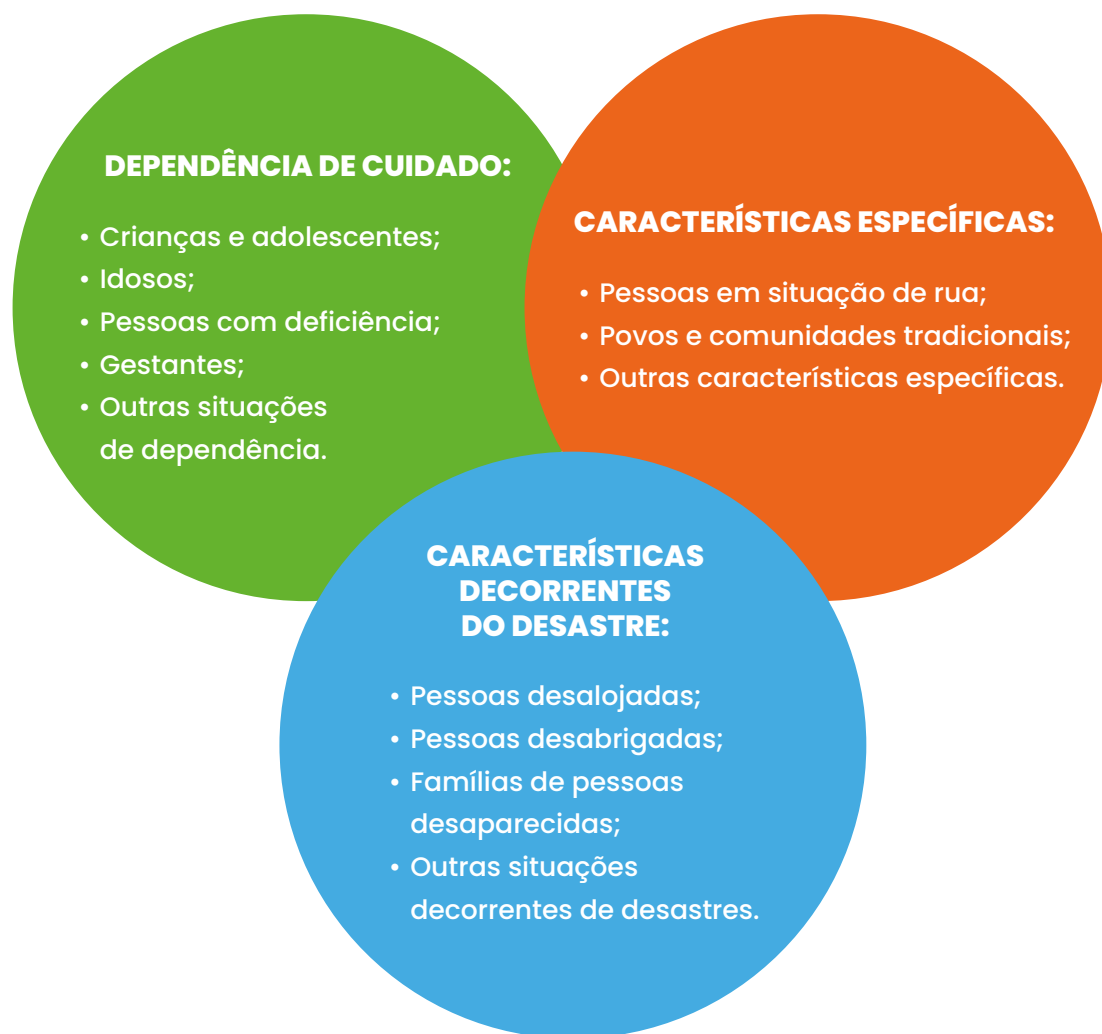 DEPENDÊNCIA DE CUIDADO:
• Crianças e adolescentes;
• Idosos;
• Pessoas com deficiência;
• Gestantes;
• Outras situações
de dependência.
CARACTERÍSTICAS ESPECÍFICAS:
• Pessoas em situação de rua;
• Povos e comunidades tradicionais;
• Outras características específicas.
CARACTERÍSTICAS
DECORRENTES
DO DESASTRE:
• Pessoas desalojadas;
• Pessoas desabrigadas;
• Famílias de pessoas
desaparecidas;
• Outras situações
decorrentes de desastres.